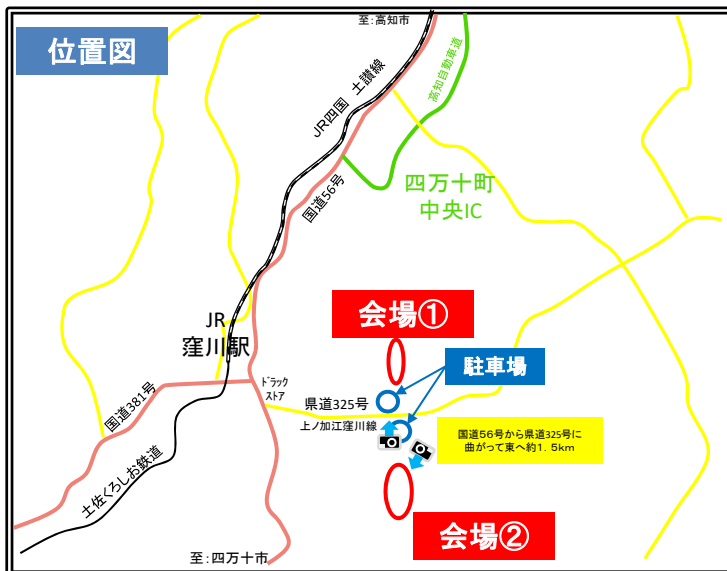 位置図
至：高知市
高知自動車道
JR四国 土讃線
国道56号
四万十町
中央IC
JR
窪川駅
会場①
駐車場
ﾄﾞﾗｯｸﾞ
ｽﾄｱ
県道325号
上ノ加江窪川線
国道56号から県道325号に
曲がって東へ約1．5km
国道381号
土佐くろしお鉄道
会場②
至：四万十市